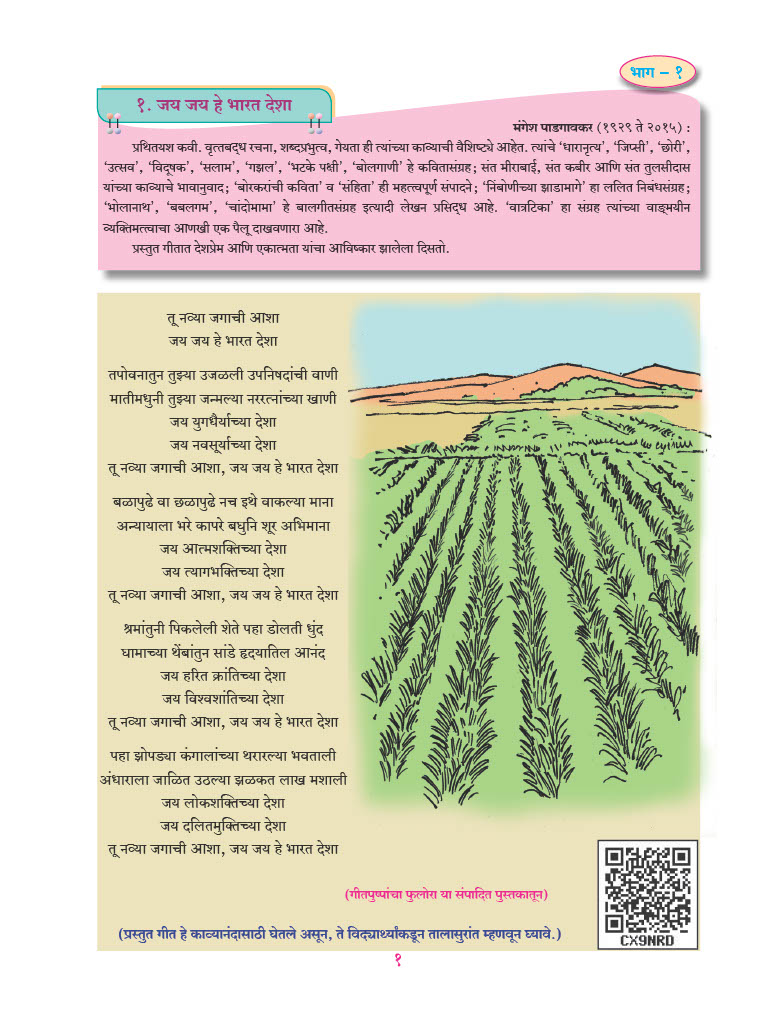 भाग – १
१. जय जय हे भारत देशा
मंगेश पाडगावकर (१९२९ ते २०१५) :
प्रथितयश कवी. वृत्तबद्ध रचना, शब्दप्रभुत्व, गेयता ही त्यांच्या काव्याची वैशिष्ट्ये आहेत. त्यांचे ‘धारानृत्य’, ‘जिप्सी’, ‘छोरी’,
‘उत्सव’, ‘विदूषक’, ‘सलाम’, ‘गझल’, ‘भटके पक्षी’, ‘बोलगाणी’ हे कवितासंग्रह; संत मीराबाई, संत कबीर आणि संत तुलसीदास
यांच्या काव्याचे भावानुवाद; ‘बोरकरांची कविता’ व ‘संहिता’ ही महत्त्वपूर्ण संपादने; ‘निंबोणीच्या झाडामागे’ हा ललित निबंधसंग्रह;
‘भोलानाथ’, ‘बबलगम’, ‘चांदोमामा’ हे बालगीतसंग्रह इत्यादी लेखन प्रसिद्ध आहे. ‘वात्रटिका’ हा संग्रह त्यांच्या वाङ्मयीन
व्यक्तिमत्त्वाचा आणखी एक पैलू दाखवणारा आहे.
प्रस्तुत गीतात देशप्रेम आणि एकात्मता यांचा आविष्कार झालेला दिसतो.
तू नव्या जगाची आशा
जय जय हे भारत देशा
तपोवनातुन तुझ्या उजळली उपनिषदांची वाणी
मातीमधुनी तुझ्या जन्मल्या नररत्नांच्या खाणी
जय युगधैर्याच्या देशा
जय नवसूर्याच्या देशा
तू नव्या जगाची आशा, जय जय हे भारत देशा
बळापुढे वा छळापुढे नच इथे वाकल्या माना
अन्यायाला भरे कापरे बघुनि शूर अभिमाना
जय आत्मशक्तिच्या देशा
जय त्यागभक्तिच्या देशा
तू नव्या जगाची आशा, जय जय हे भारत देशा
श्रमांतुनी पिकलेली शेते पहा डोलती धुंद
घामाच्या थेंबांतुन सांडे हृदयातिल आनंद
जय हरित क्रांतिच्या देशा
जय विश्वशांतिच्या देशा
तू नव्या जगाची आशा, जय जय हे भारत देशा
पहा झोपड्या कंगालांच्या थरारल्या भवताली
अंधाराला जाळित उठल्या झळकत लाख मशाली
जय लोकशक्तिच्या देशा
जय दलितमुक्तिच्या देशा
तू नव्या जगाची आशा, जय जय हे भारत देशा
(गीतपुष्पांचा फुलोरा या संपादित पुस्तकातून)
(प्रस्तुत गीत हे काव्यानंदासाठी घेतले असून, ते विद्यार्थ्यांकडून तालासुरांत म्हणवून घ्यावे.)
CX9NRD
१